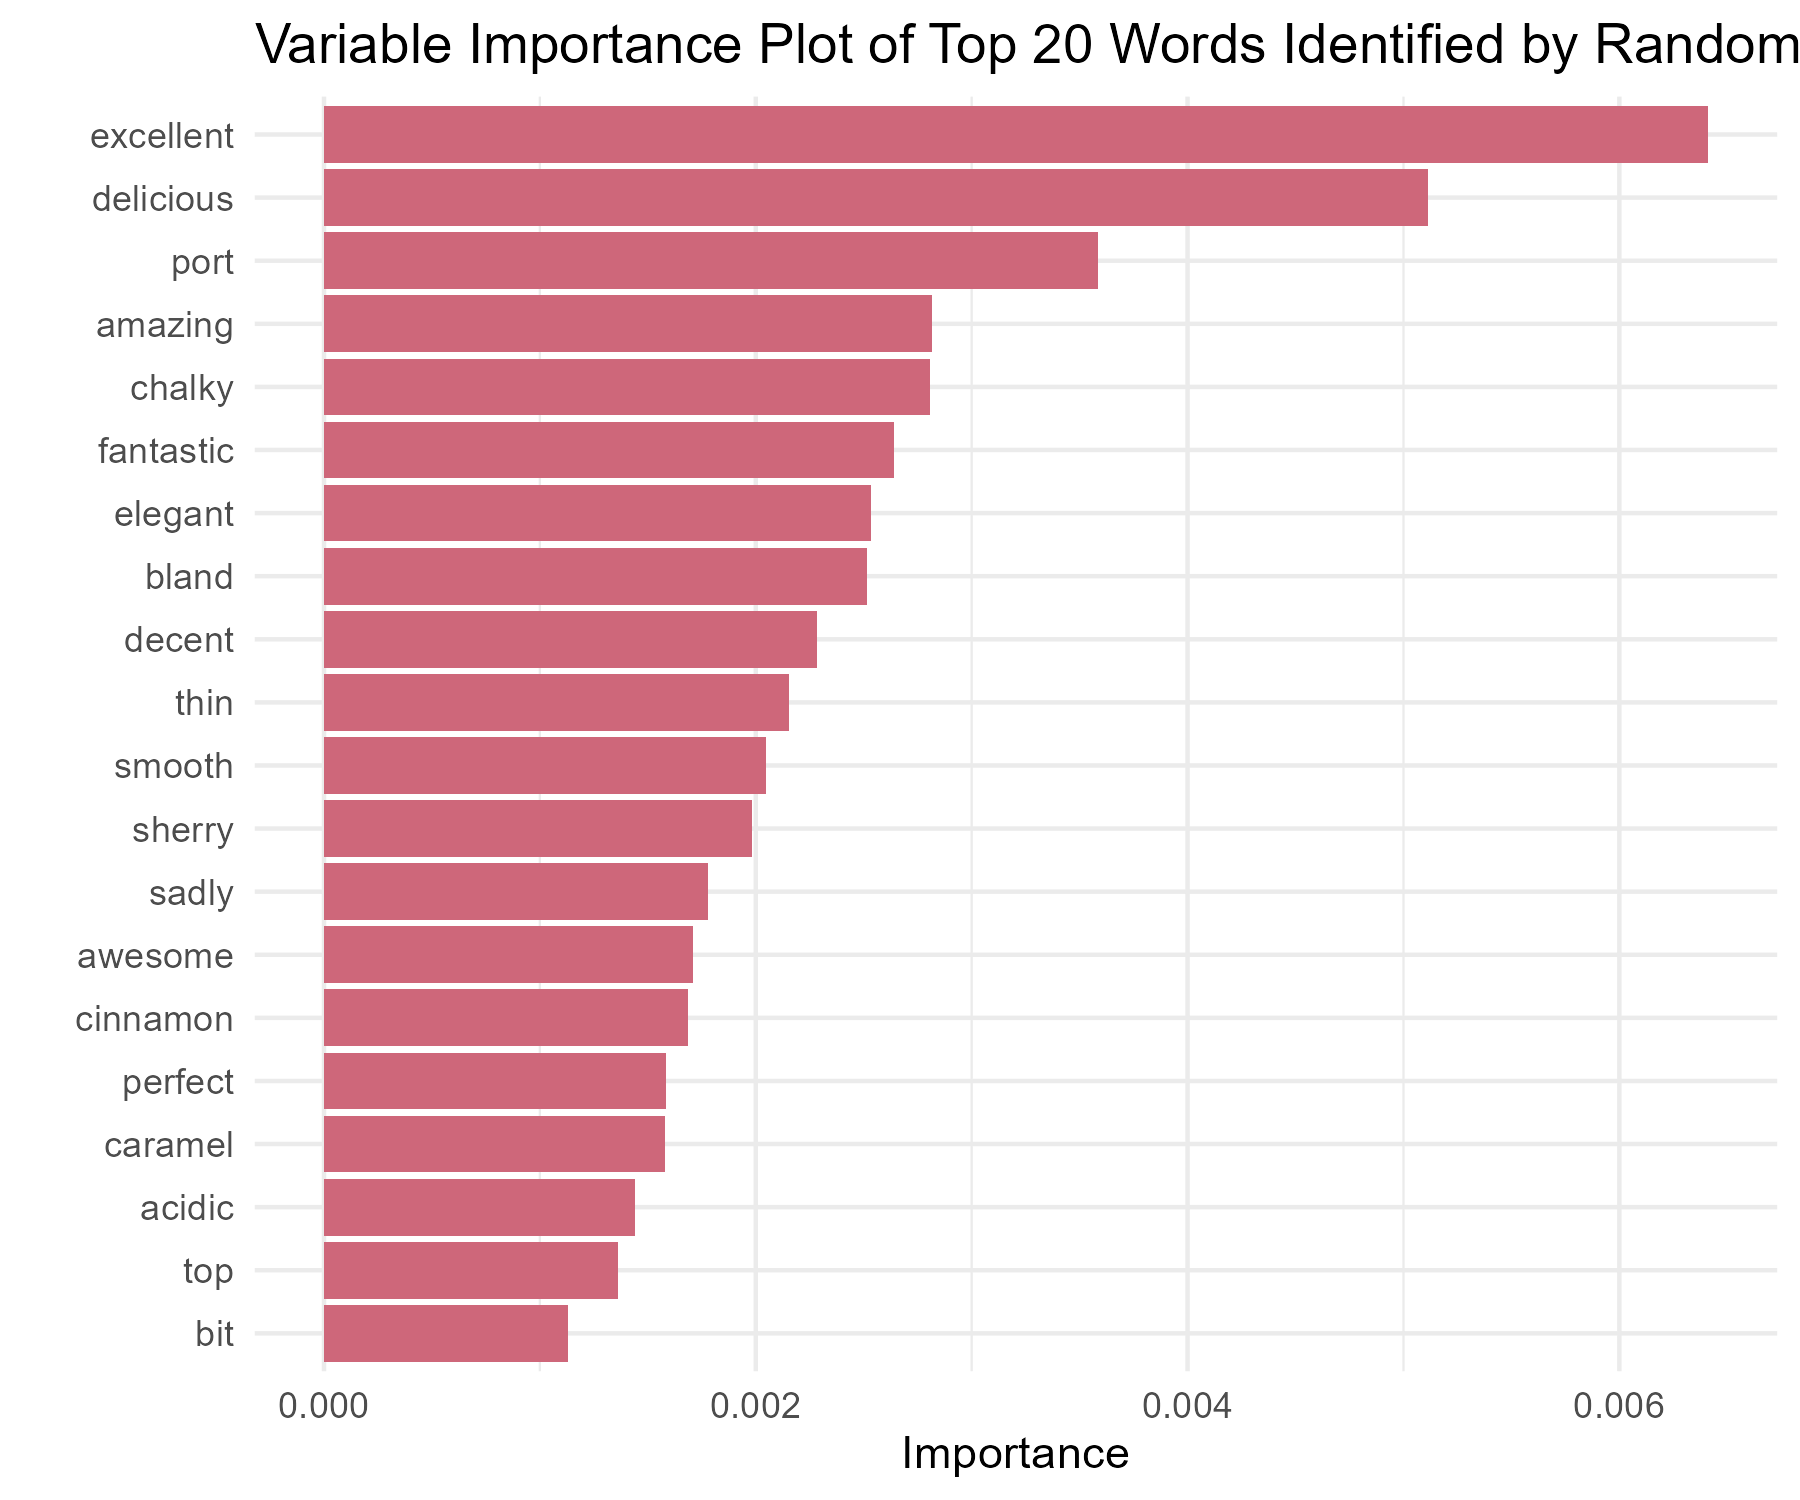 Variable Importance Plot of Top 20 Words Identified by Random
excellent
delicious
port
amazing
chalky
fantastic
elegant
bland
decent
thin
smooth
sherry
sadly
awesome
cinnamon
perfect
caramel
acidic
top
bit
0.000 0.002 0.004 0.006
Importance